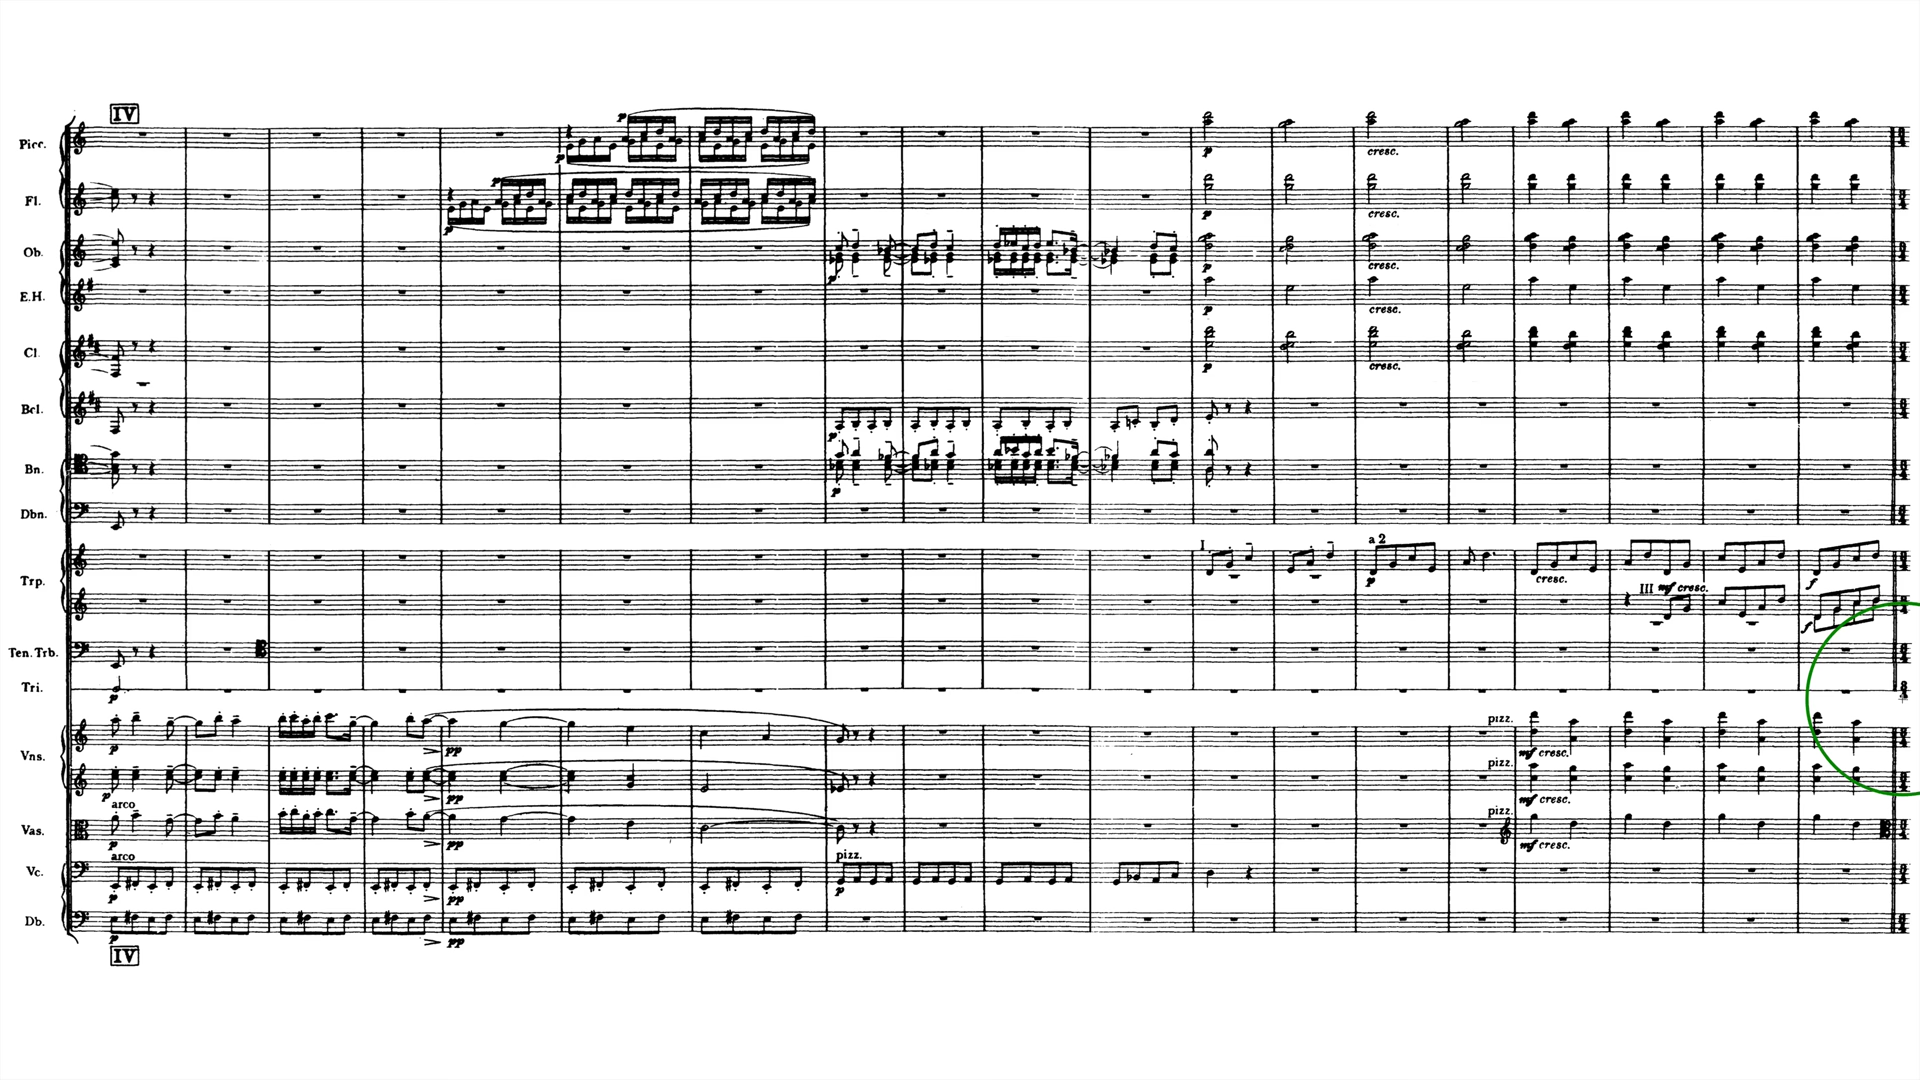 IV
p
Picc.
p
p
p
cresc.
Fl.
p
p
cresc.
Ob.
p
p
cresc.
E.H.
p
cresc.
Cl.
p
cresc.
Bcl.
p
Bn.
p
Dbn.
I
a 2
Trp.
p
cresc.
III mf cresc.
f
f
Ten. Trb.
Tri.
p
pizz.
Vns.
p
pp
mf cresc.
pizz.
p
pp
mf cresc.
arco
pizz.
Vas.
p
pp
mf cresc.
arco
pizz.
Vc.
p
pp
p
Db.
p
pp
IV